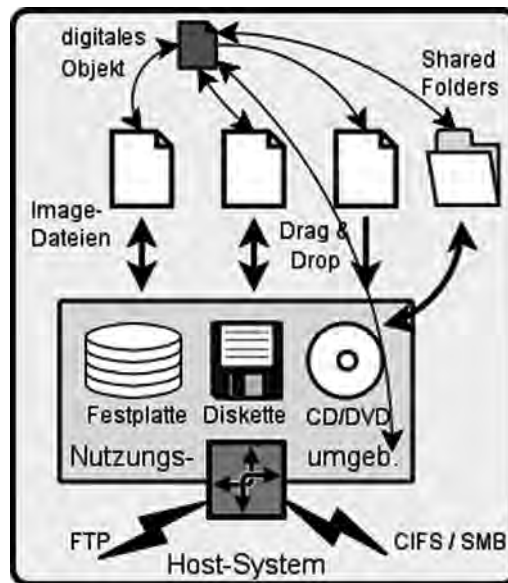 digitales
Objekt
Shared
Folders
Image-
Dateien
Drag &
Drop
Festplatte
Diskette
CD/DVD
Nutzungs-
umgeb.
FTP
CIFS / SMB
Host-System